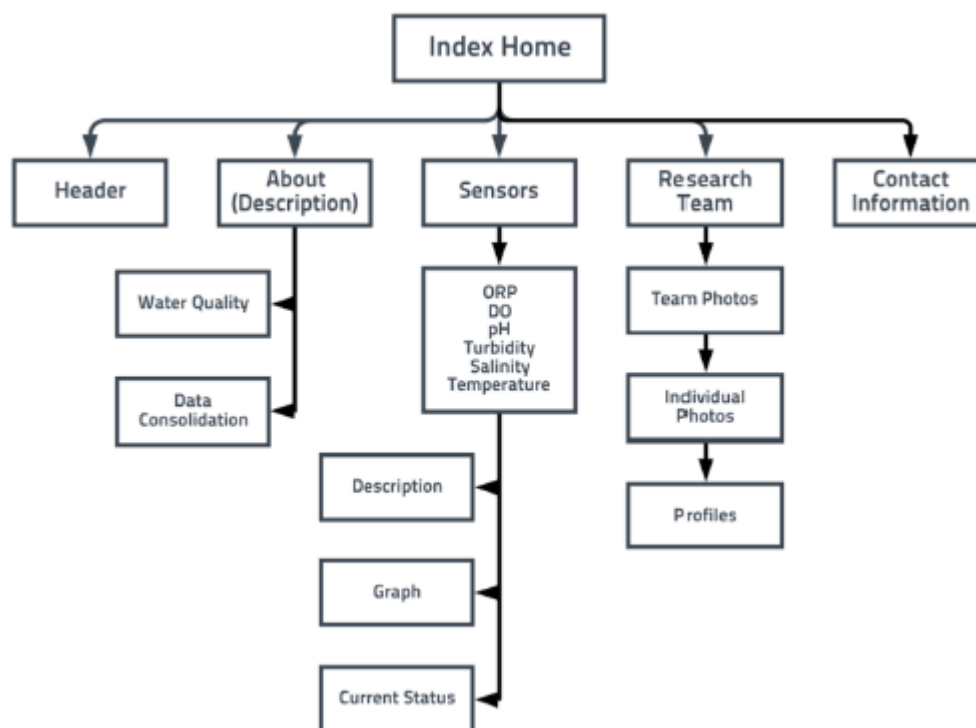 Index Home
Header
About
(Description)
Sensors
Research
Team
Contact
Information
Water Quality
Data
Consolidation
ORP
DO
pH
Turbidity
Salinity
Temperature
Description
Graph
Current Status
Team Photos
Individual
Photos
Profiles